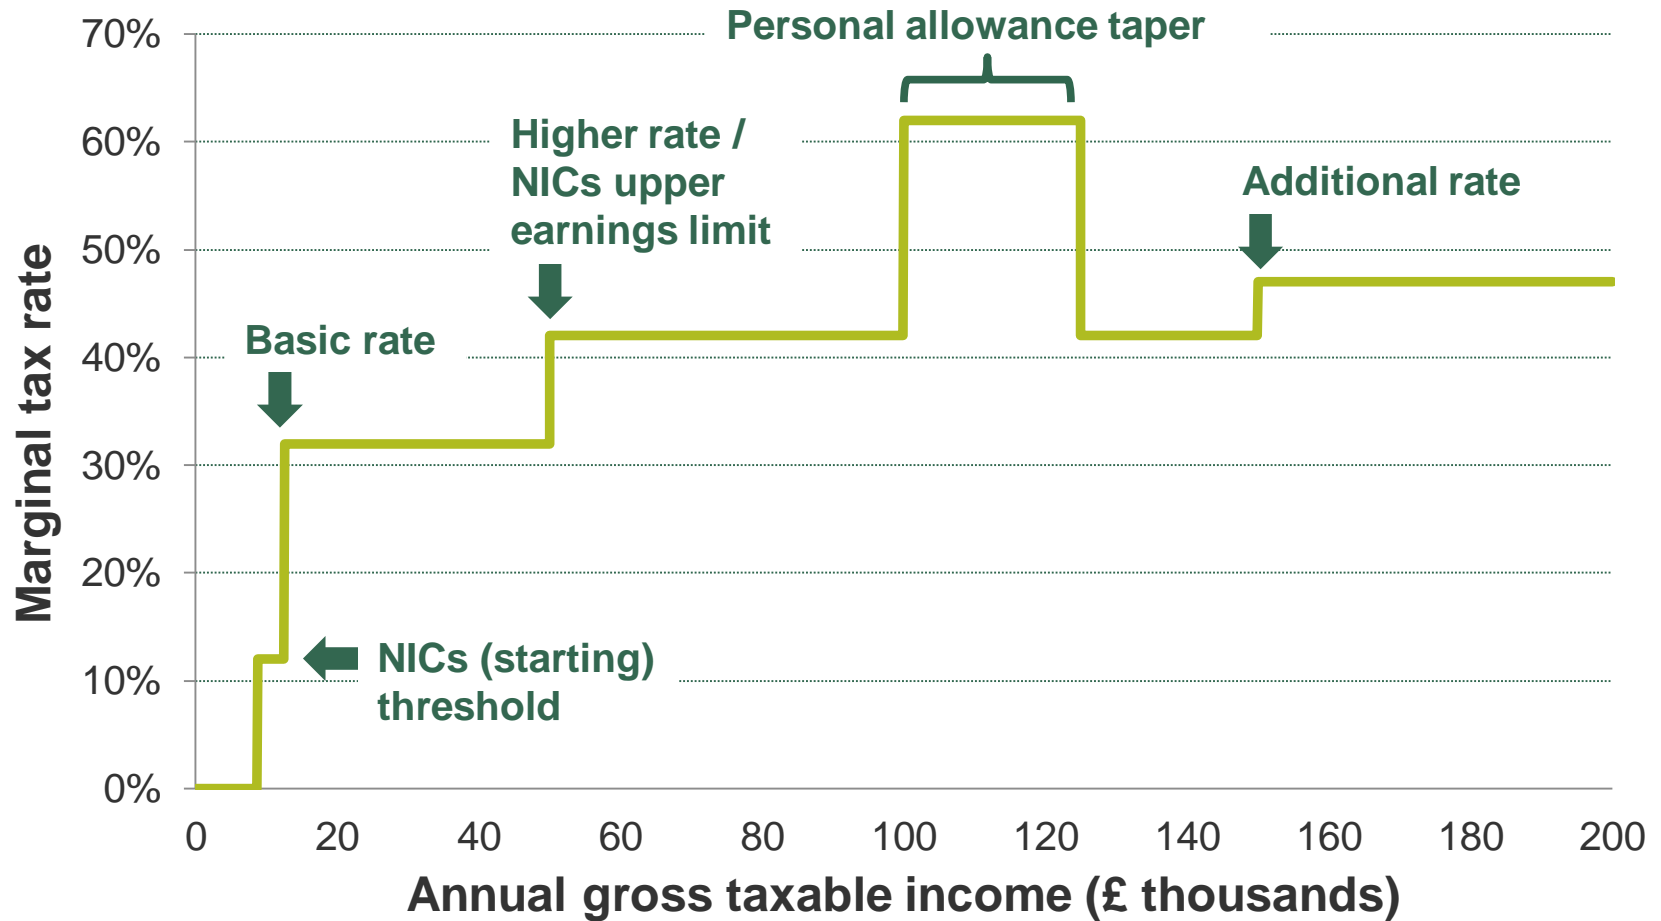 Marginal tax rate
70%
60%
50%
40%
30%
20%
10%
0%
Personal allowance taper
Higher rate /
NICs upper
earnings limit
Additional rate
Basic rate
NICs (starting)
threshold
0 20 40 60 80 100 120 140 160 180 200
Annual gross taxable income (£ thousands)